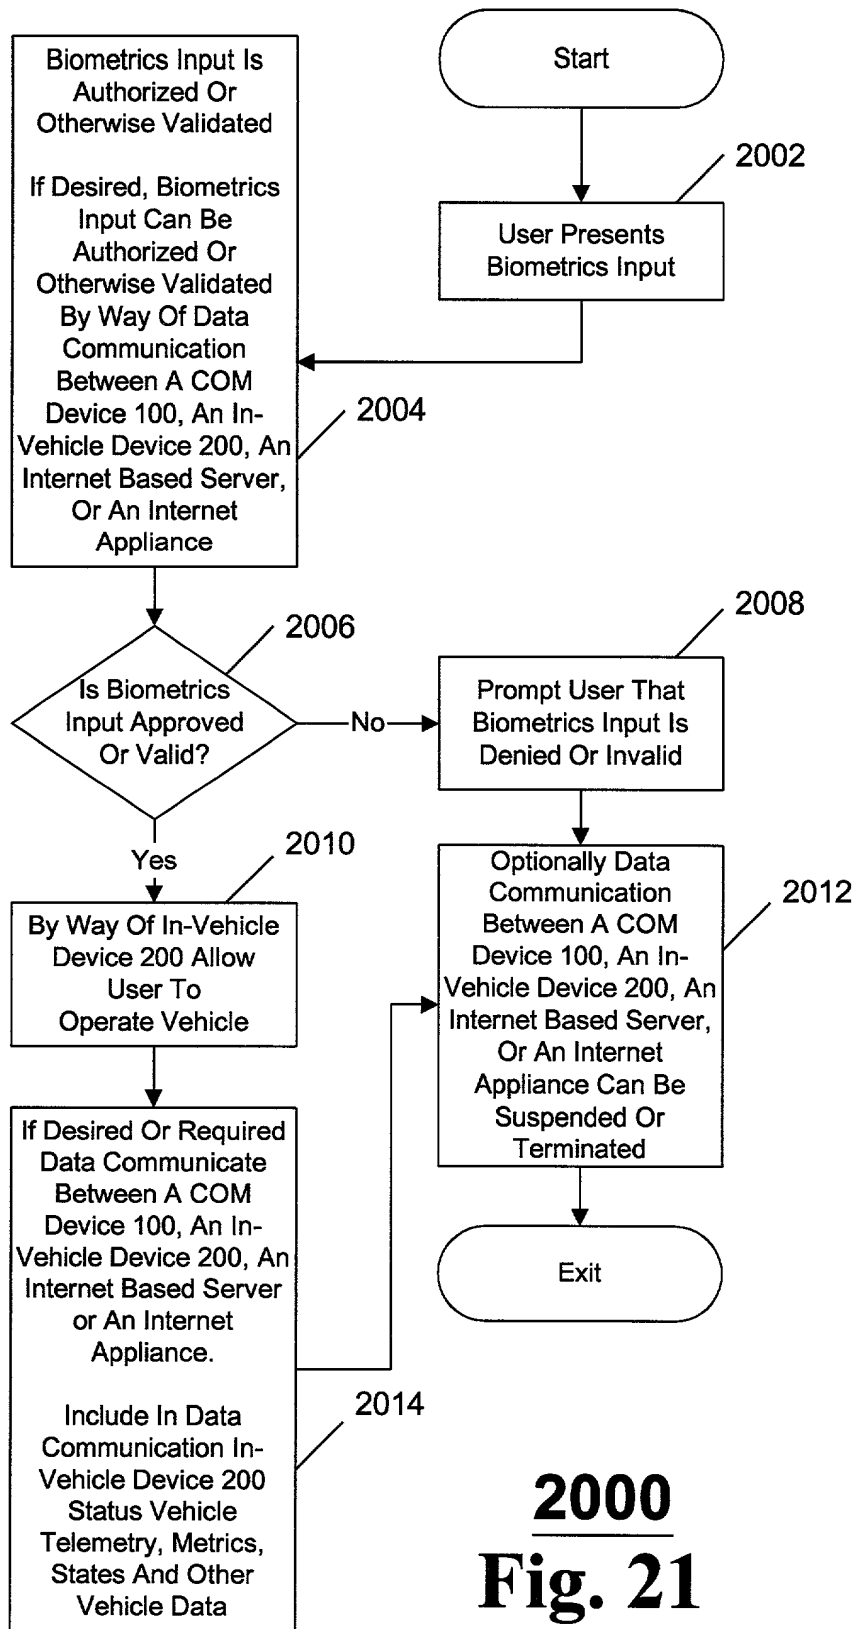 Start
2002
User Presents
Biometrics Input
Biometrics Input Is
Authorized Or
Otherwise Validated
If Desired, Biometrics
Input Can Be
Authorized Or
Otherwise Validated
By Way Of Data
Communication
Between A COM
Device 100, An In-
Vehicle Device 200, An
Internet Based Server,
Or An Internet
Appliance
2004
2006
Is Biometrics
Input Approved
Or Valid?
No
2008
Prompt User That
Biometrics Input Is
Denied Or Invalid
Yes
2010
By Way Of In-Vehicle
Device 200 Allow
User To
Operate Vehicle
Optionally Data
Communication
Between A COM
Device 100, An In-
Vehicle Device 200, An
Internet Based Server,
Or An Internet
Appliance Can Be
Suspended Or
Terminated
2012
If Desired Or Required
Data Communicate
Between A COM
Device 100, An In-
Vehicle Device 200, An
Internet Based Server
or An Internet
Appliance.
Include In Data
Communication In-
Vehicle Device 200
Status Vehicle
Telemetry, Metrics,
States And Other
Vehicle Data
2014
Exit
2000
Fig. 21